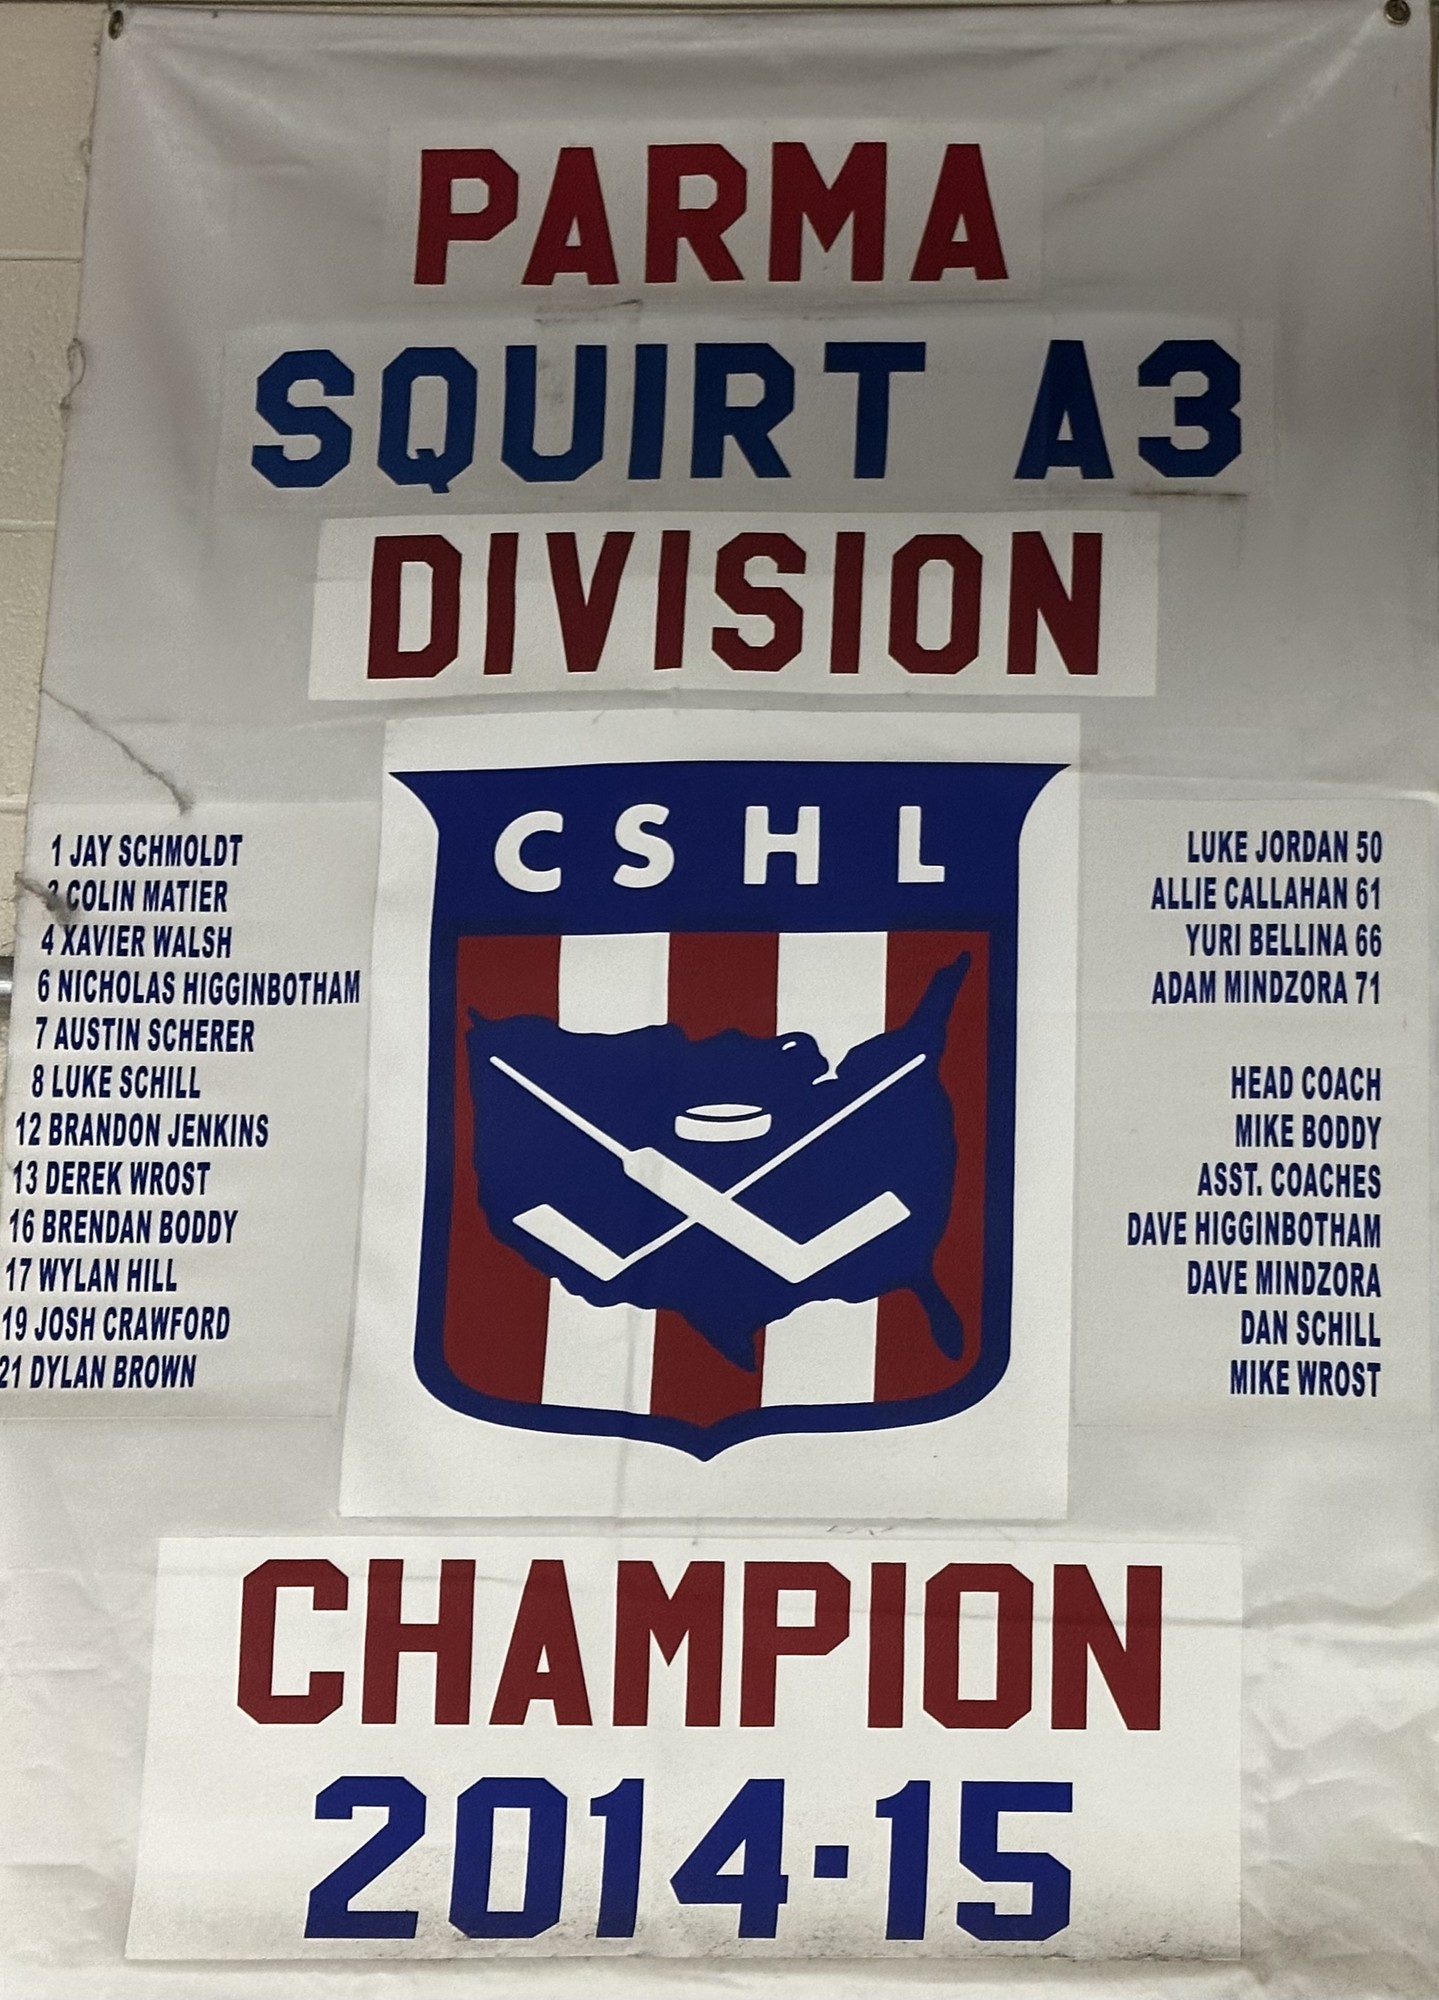 PARMA
SQUIRT A3
DIVISION
CSHL
1 JAY SCHMOLDT
COLIN MATIER
4 XAVIER WALSH
6 NICHOLAS HIGGINBOTHAM
7 AUSTIN SCHERER
8 LUKE SCHILL
12 BRANDON JENKINS
13 DEREK WROST
16 BRENDAN BODDY
17 WYLAN HILL
19 JOSH CRAWFORD
21 DYLAN BROWN
LUKE JORDAN 50
ALLIE CALLAHAN 61
YURI BELLINA 66
ADAM MINDZORA 71
HEAD COACH
MIKE BODDY
ASST. COACHES
DAVE HIGGINBOTHAM
DAVE MINDZORA
DAN SCHILL
MIKE WROST
CHAMPION
2014-15